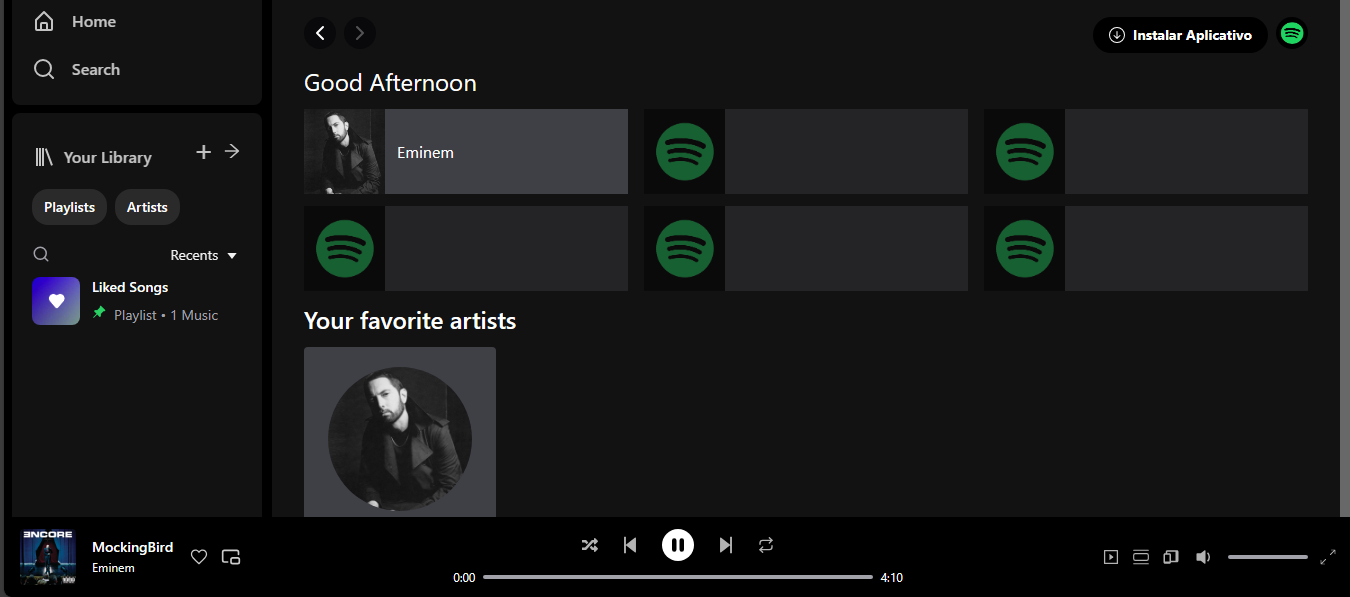 Home
Search
Your Library
Playlists Artists
Recents
Liked Songs
Playlist • 1 Music
Instalar Aplicativo
Good Afternoon
Eminem
Your favorite artists
ENCORE
MockingBird
Eminem
0:00
4:10